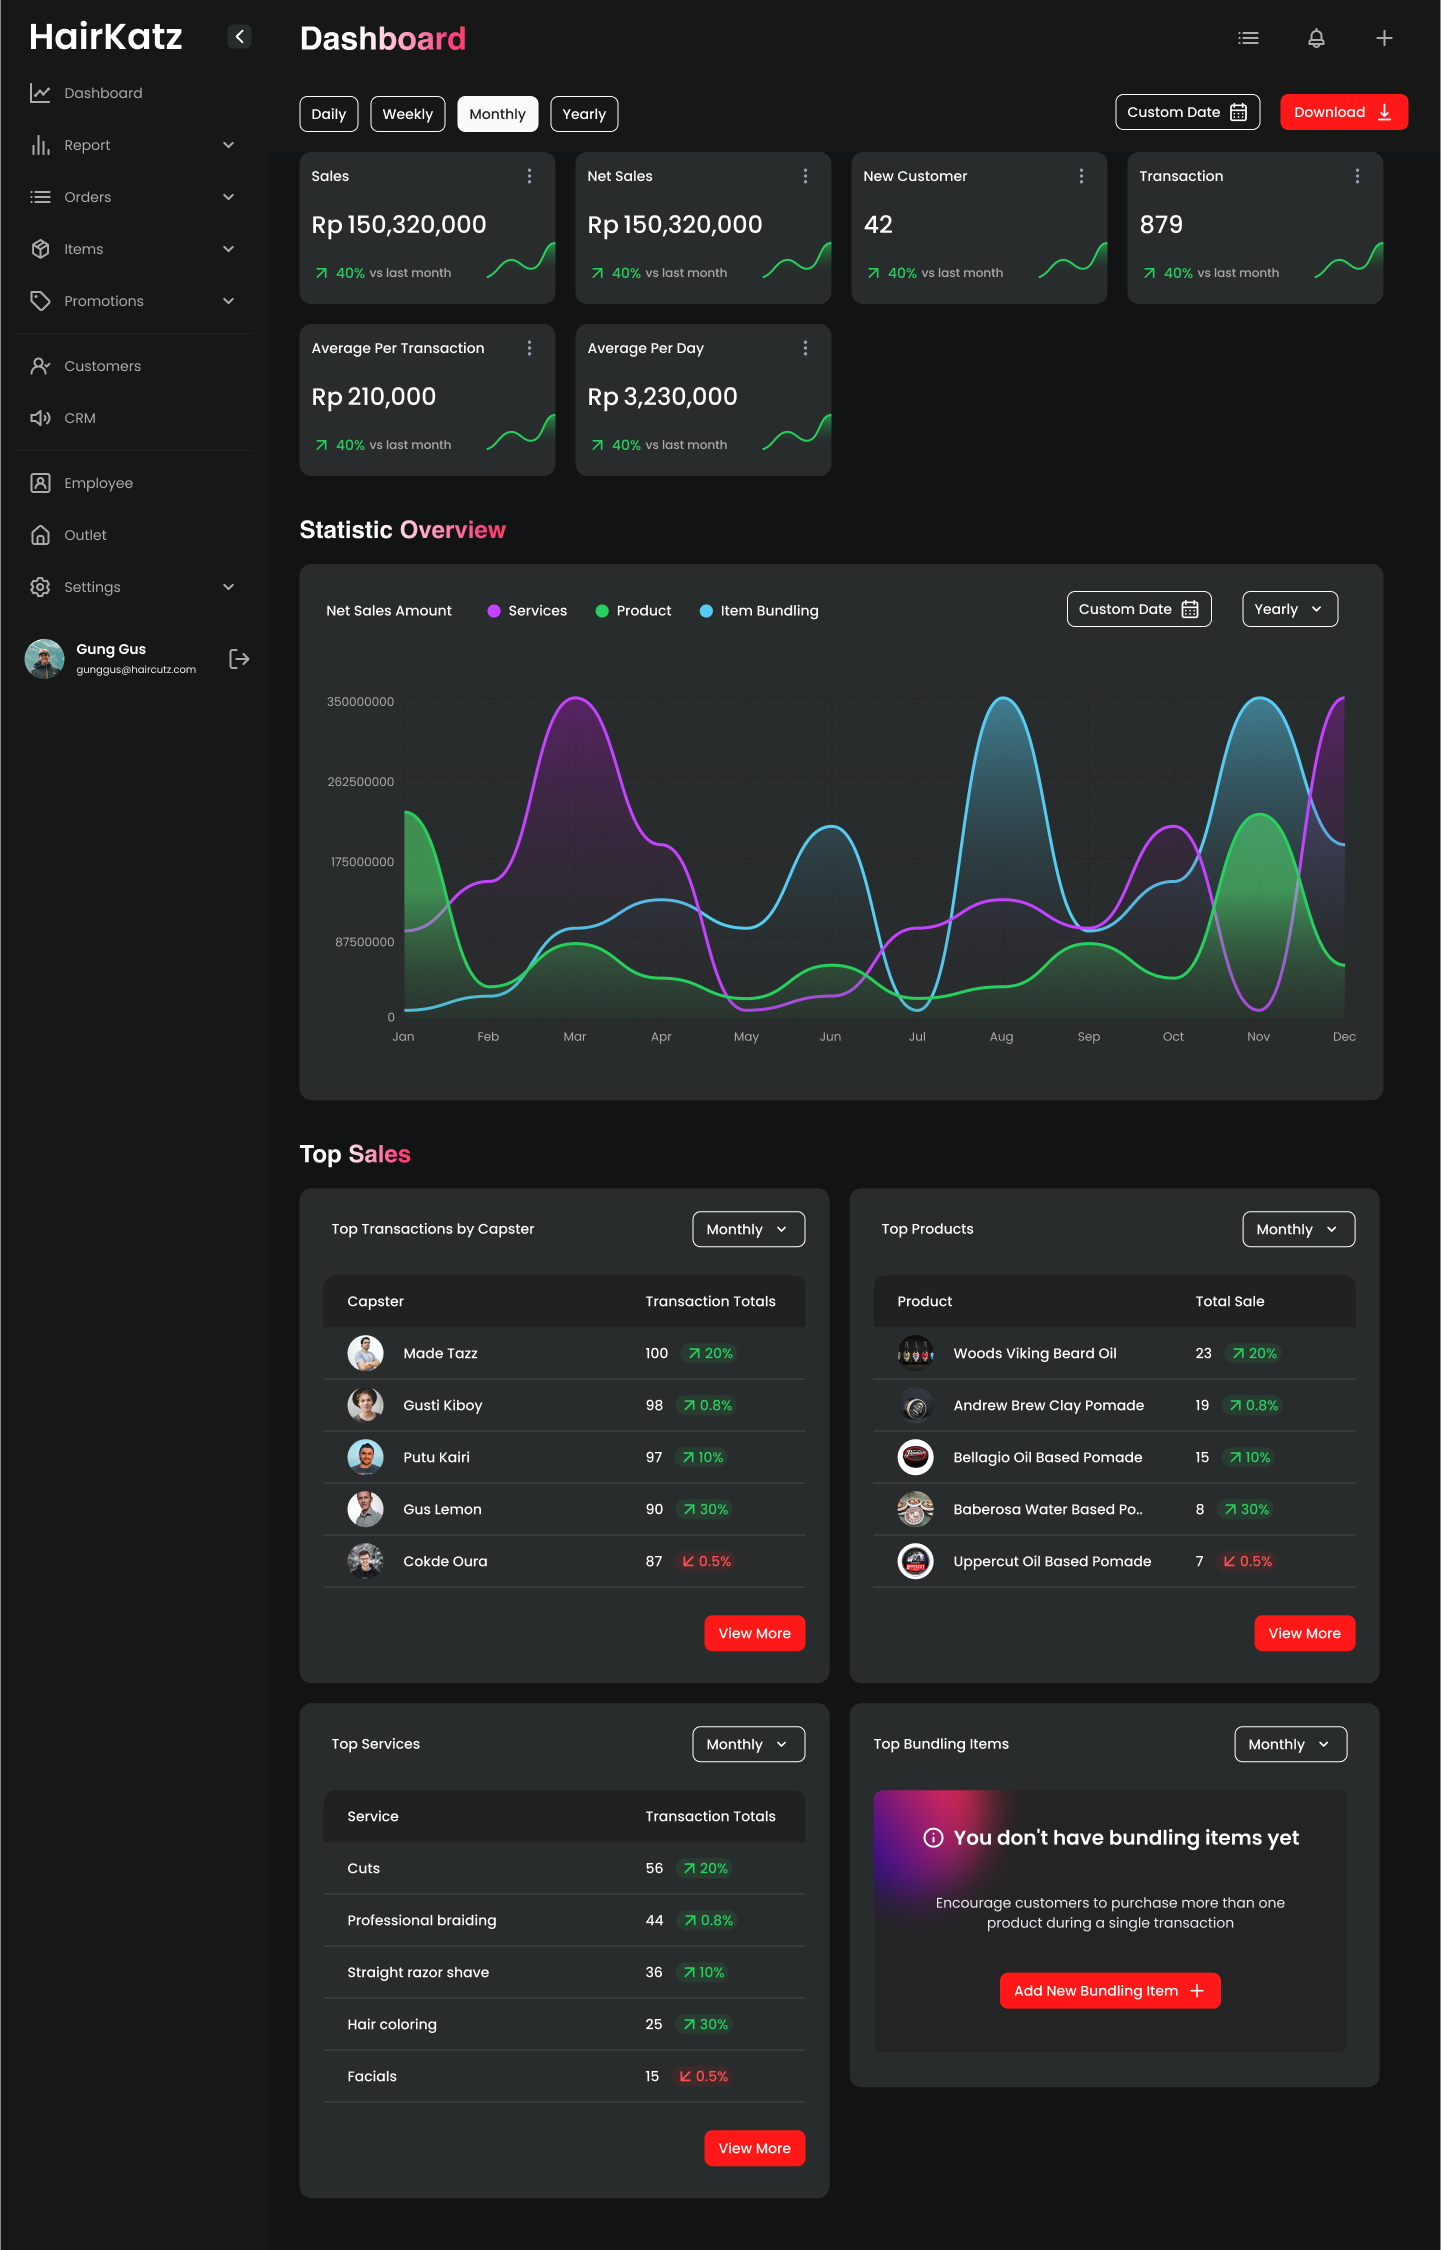 HairKatz
Dashboard
Report
Orders
Items
Promotions
Customers
CRM
Employee
Outlet
Settings
Gung Gus
gunggus@haircutz.com
Dashboard
Daily Weekly Monthly Yearly
Custom Date Download
Sales
Rp 150,320,000
40% vs last month
Net Sales
Rp 150,320,000
40% vs last month
New Customer
42
40% vs last month
Transaction
879
40% vs last month
Average Per Transaction
Rp 210,000
40% vs last month
Average Per Day
Rp 3,230,000
40% vs last month
Statistic Overview
Net Sales Amount Services Product Item Bundling
Custom Date Yearly
350000000
262500000
175000000
87500000
0
Jan Feb Mar Apr May Jun Jul Aug Sep Oct Nov Dec
Top Sales
Top Transactions by Capster Monthly
Capster Transaction Totals
Made Tazz 100 20%
Gusti Kiboy 98 0.8%
Putu Kairi 97 10%
Gus Lemon 90 30%
Cokde Oura 87 0.5%
View More
Top Products Monthly
Product Total Sale
Woods Viking Beard Oil 23 20%
Andrew Brew Clay Pomade 19 0.8%
Bellagio Oil Based Pomade 15 10%
Baberosa Water Based Po.. 8 30%
Uppercut Oil Based Pomade 7 0.5%
View More
Top Services Monthly
Service Transaction Totals
Cuts 56 20%
Professional braiding 44 0.8%
Straight razor shave 36 10%
Hair coloring 25 30%
Facials 15 0.5%
View More
Top Bundling Items Monthly
You don't have bundling items yet
Encourage customers to purchase more than one
product during a single transaction
Add New Bundling Item